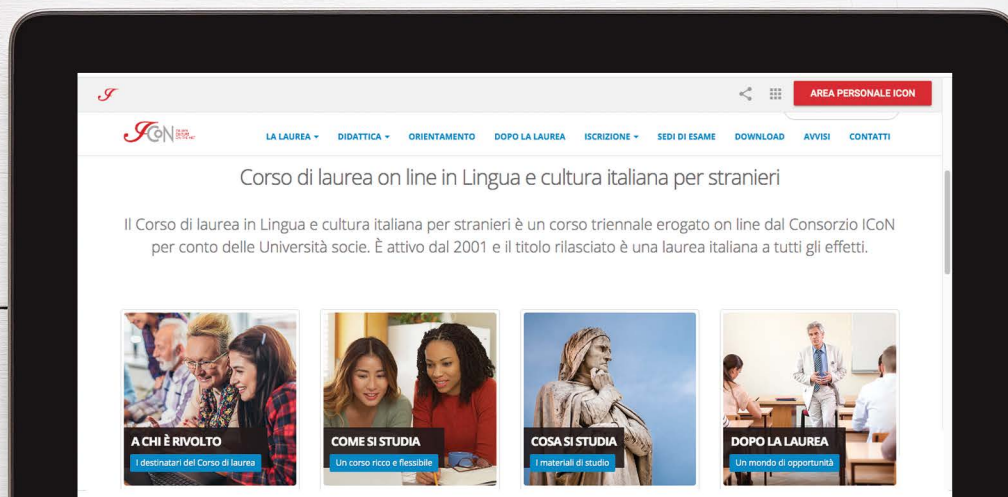 AREA PERSONALE ICON
ICoN
LA LAUREA DIDATTICA ORIENTAMENTO DOPO LA LAUREA ISCRIZIONE SEDI DI ESAME DOWNLOAD AVVISI CONTATTI
Corso di laurea on line in Lingua e cultura italiana per stranieri
Il Corso di laurea in Lingua e cultura italiana per stranieri è un corso triennale erogato on line dal Consorzio ICoN
per conto delle Università socie. È attivo dal 2001 e il titolo rilasciato è una laurea italiana a tutti gli effetti.
A CHI È RIVOLTO
I destinatari del Corso di laurea
COME SI STUDIA
Un corso ricco e flessibile
COSA SI STUDIA
I materiali di studio
DOPO LA LAUREA
Un mondo di opportunità